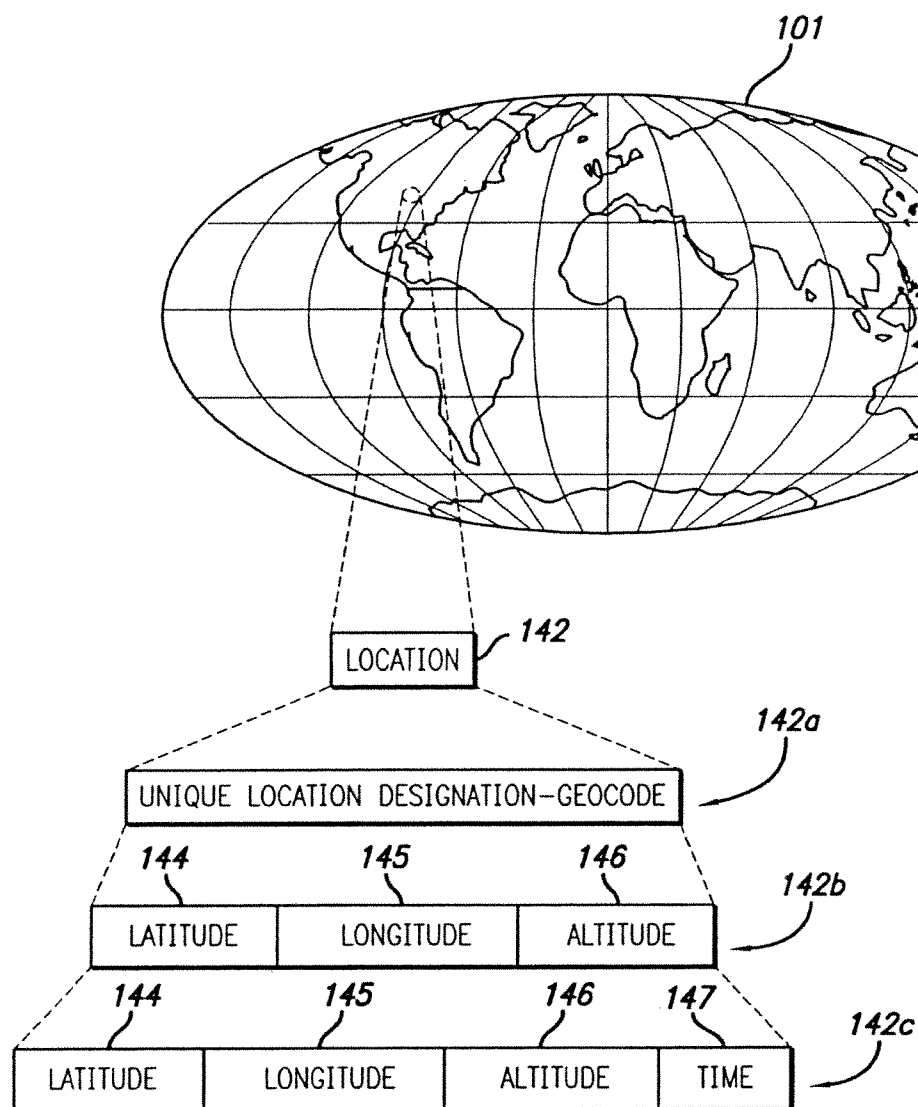 101
LOCATION 142
142a
UNIQUE LOCATION DESIGNATION-GEOCODE
144 145 146
142b
LATITUDE LONGITUDE ALTITUDE
144 145 146 147
142c
LATITUDE LONGITUDE ALTITUDE TIME